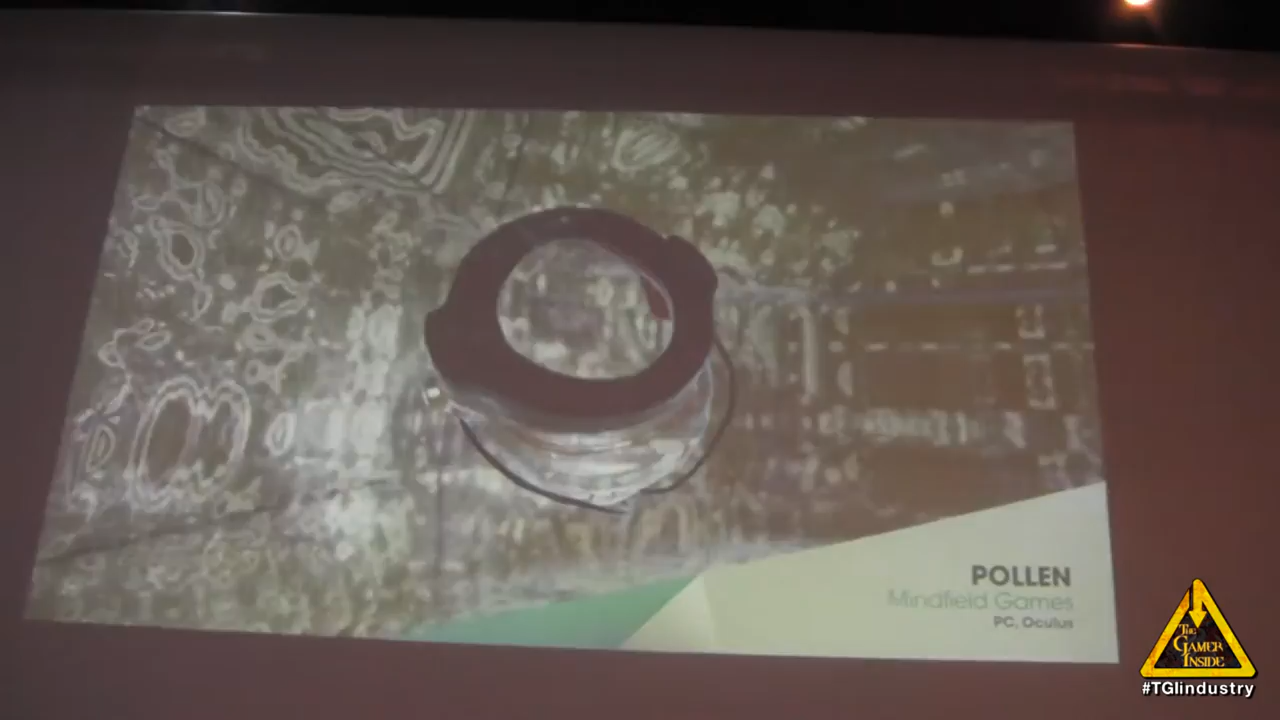 POLLEN
Mindfield Games
PC, Oculus
The
Gamer
Inside
#TGIindustry